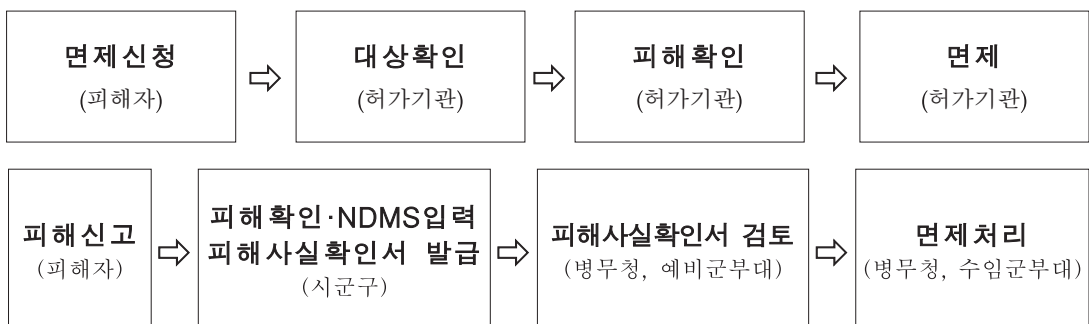 면제신청
(피해자)
대상확인
(허가기관)
피해확인
(허가기관)
면제
(허가기관)
피해신고
(피해자)
피해확인·NDMS입력
피해사실확인서 발급
(시군구)
피해사실확인서 검토
(병무청, 예비군부대)
면제처리
(병무청, 수임군부대)